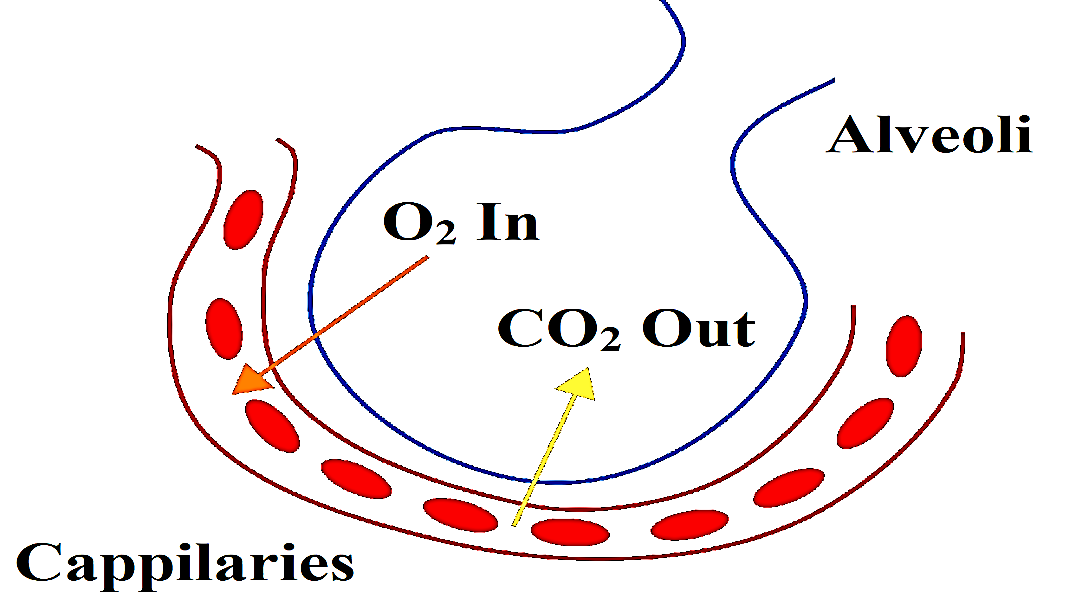 Alveoli
O₂ In
CO₂ Out
Cappilaries